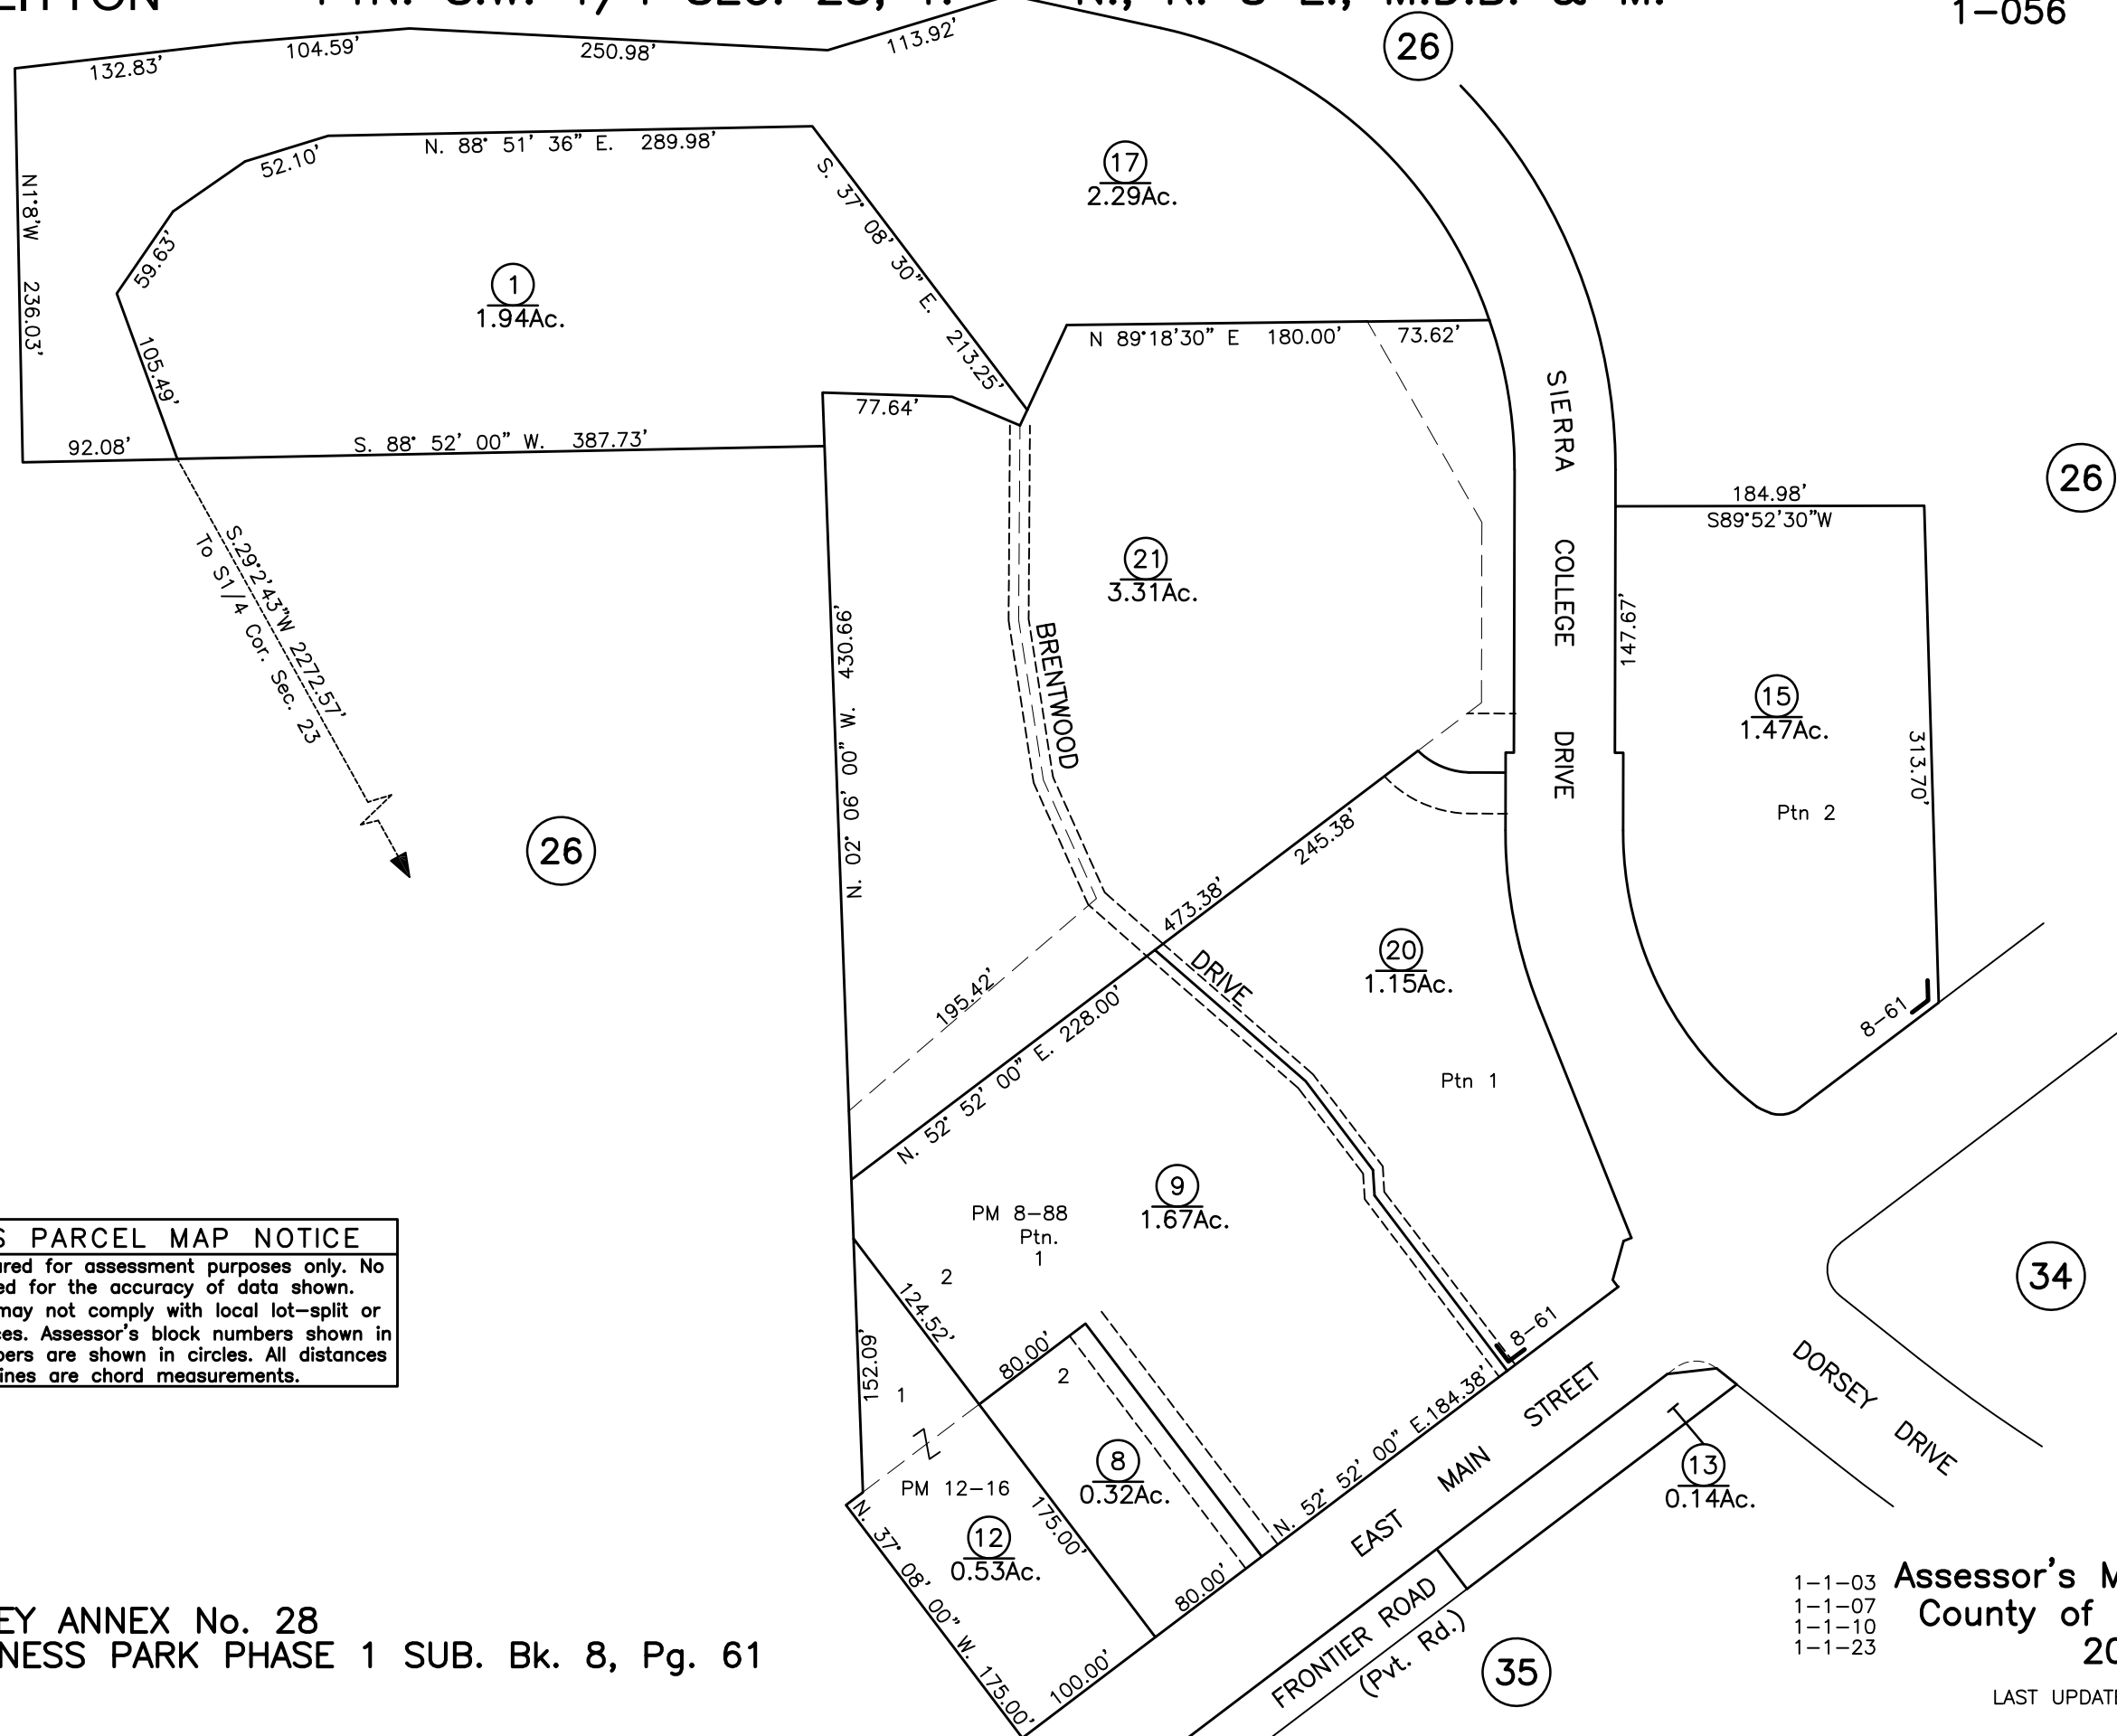 1-056
26
132.83'
104.59'
250.98'
113.92'
N. 88° 51' 36" E. 289.98'
52.10'
59.63'
N1°8'W 236.03'
105.49'
92.08'
S. 88° 52' 00" W. 387.73'
1
1.94Ac.
S. 37° 08' 30" E. 213.25'
17
2.29Ac.
N 89°18'30" E 180.00'
73.62'
77.64'
SIERRA COLLEGE DRIVE
26
184.98'
S89°52'30"W
147.67'
15
1.47Ac.
313.70'
Ptn 2
8-61
S.29°2'43"W 2272.57'
To S1/4 Cor. Sec. 23
26
21
3.31Ac.
N. 02° 06' 00" W. 430.66'
BRENTWOOD
DRIVE
245.38'
473.38'
195.42'
N. 52° 52' 00" E. 228.00'
20
1.15Ac.
Ptn 1
9
1.67Ac.
PM 8-88
Ptn.
1
2
124.52'
152.09'
1
80.00'
2
8-61
N. 52° 52' 00" E. 184.38'
8
0.32Ac.
PM 12-16
12
0.53Ac.
175.00'
N. 37° 08' 00" W. 175.00'
80.00'
100.00'
EAST MAIN STREET
FRONTIER ROAD
(Pvt. Rd.)
13
0.14Ac.
DORSEY DRIVE
34
35
PARCEL MAP NOTICE
for assessment purposes only. No
for the accuracy of data shown.
may not comply with local lot-split or
Assessor's block numbers shown in
are shown in circles. All distances
are chord measurements.
ANNEX No. 28
PARK PHASE 1 SUB. Bk. 8, Pg. 61
1-1-03
1-1-07
1-1-10
1-1-23
Assessor's
County of
LAST